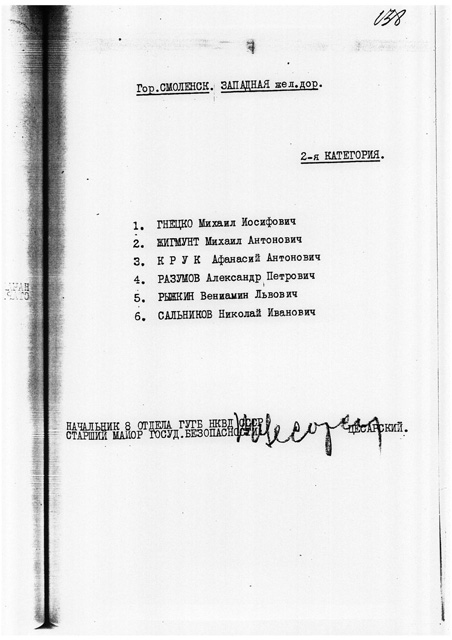 Гор.СМОЛЕНСК. ЗАПАДНАЯ жел.дор.
2-я КАТЕГОРИЯ.
1. ГНЕЦКО Михаил Иосифович
2. ЖИГМУНТ Михаил Антонович
3. К Р У К Афанасий Антонович
4. РАЗУМОВ Александр Петрович
5. РЫЖКИН Вениамин Львович
6. САЛЬНИКОВ Николай Иванович
НАЧАЛЬНИК 8 ОТДЕЛА ГУГБ НКВД СССР
СТАРШИЙ МАЙОР ГОСУД.БЕЗОПАСНОСТИ ЦЕСАРСКИЙ.